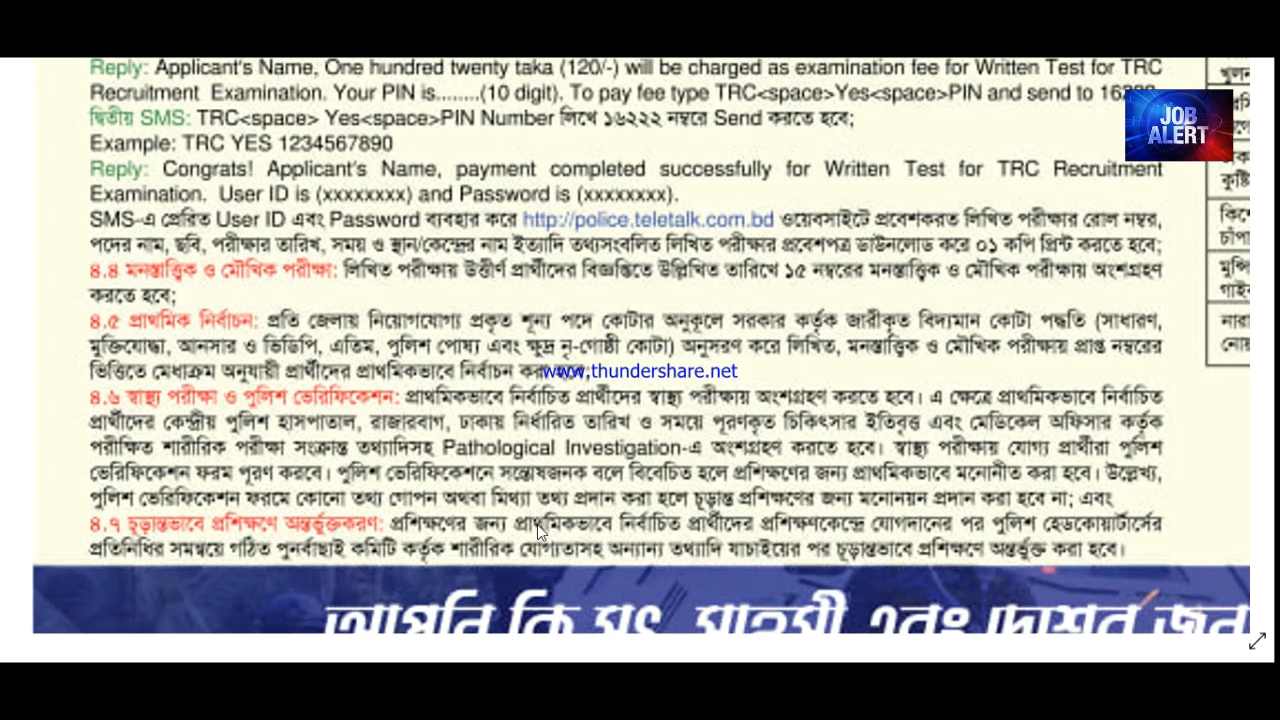 Reply: Applicant's Name, One hundred twenty taka (120/-) will be charged as examination fee for Written Test for TRC
Recruitment Examination. Your PIN is........(10 digit). To pay fee type TRC<space>Yes<space>PIN and send to
দ্বিতীয় SMS: TRC<space> Yes<space>PIN Number লিখে ১৬২২২ নম্বরে Send করতে হবে;
Example: TRC YES 1234567890
Reply: Congrats! Applicant's Name, payment completed successfully for Written Test for TRC Recruitment
Examination. User ID is (xxxxxxxx) and Password is (xxxxxxxx).
SMS-এ প্রেরিত User ID এবং Password ব্যবহার করে http://police.teletalk.com.bd ওয়েবসাইটে প্রবেশকরত লিখিত পরীক্ষার রোল নম্বর,
পদের নাম, ছবি, পরীক্ষার তারিখ, সময় ও স্থান/কেন্দ্রের নাম ইত্যাদি তথ্যসংবলিত লিখিত পরীক্ষার প্রবেশপত্র ডাউনলোড করে ০১ কপি প্রিন্ট করতে হবে;
৪.৪ মনস্তাত্ত্বিক ও মৌখিক পরীক্ষা: লিখিত পরীক্ষায় উত্তীর্ণ প্রার্থীদের বিজ্ঞপ্তিতে উল্লিখিত তারিখে ১৫ নম্বরের মনস্তাত্ত্বিক ও মৌখিক পরীক্ষায় অংশগ্রহণ
করতে হবে;
৪.৫ প্রাথমিক নির্বাচন: প্রতি জেলায় নিয়োগযোগ্য প্রকৃত শূন্য পদে কোটার অনুকূলে সরকার কর্তৃক জারীকৃত বিদ্যমান কোটা পদ্ধতি (সাধারণ,
মুক্তিযোদ্ধা, আনসার ও ভিডিপি, এতিম, পুলিশ পোষ্য এবং ক্ষুদ্র নৃ-গোষ্ঠী কোটা) অনুসরণ করে লিখিত, মনস্তাত্ত্বিক ও মৌখিক পরীক্ষায় প্রাপ্ত নম্বরের
ভিত্তিতে মেধাক্রম অনুযায়ী প্রার্থীদের প্রাথমিকভাবে নির্বাচন
www.thundershare.net
৪.৬ স্বাস্থ্য পরীক্ষা ও পুলিশ ভেরিফিকেশন: প্রাথমিকভাবে নির্বাচিত প্রার্থীদের স্বাস্থ্য পরীক্ষায় অংশগ্রহণ করতে হবে। এ ক্ষেত্রে প্রাথমিকভাবে নির্বাচিত
প্রার্থীদের কেন্দ্রীয় পুলিশ হাসপাতাল, রাজারবাগ, ঢাকায় নির্ধারিত তারিখ ও সময়ে পূরণকৃত চিকিৎসার ইতিবৃত্ত এবং মেডিকেল অফিসার কর্তৃক
পরীক্ষিত শারীরিক পরীক্ষা সংক্রান্ত তথ্যাদিসহ Pathological Investigation-এ অংশগ্রহণ করতে হবে। স্বাস্থ্য পরীক্ষায় যোগ্য প্রার্থীরা পুলিশ
ভেরিফিকেশন ফরম পূরণ করবে। পুলিশ ভেরিফিকেশনে সন্তোষজনক বলে বিবেচিত হলে প্রশিক্ষণের জন্য প্রাথমিকভাবে মনোনীত করা হবে। উল্লেখ্য,
পুলিশ ভেরিফিকেশন ফরমে কোনো তথ্য গোপন অথবা মিথ্যা তথ্য প্রদান করা হলে চূড়ান্ত প্রশিক্ষণের জন্য মনোনয়ন প্রদান করা হবে না; এবং
৪.৭ চূড়ান্তভাবে প্রশিক্ষণে অন্তর্ভুক্তকরণ: প্রশিক্ষণের জন্য প্রাথমিকভাবে নির্বাচিত প্রার্থীদের প্রশিক্ষণকেন্দ্রে যোগদানের পর পুলিশ হেডকোয়ার্টার্সের
প্রতিনিধির সমন্বয়ে গঠিত পুনর্বাছাই কমিটি কর্তৃক শারীরিক যোগ্যতাসহ অন্যান্য তথ্যাদি যাচাইয়ের পর চূড়ান্তভাবে প্রশিক্ষণে অন্তর্ভুক্ত করা হবে।
আপনি কি সৎ, সাহসী এবং দেশের জন
JOB
ALERT